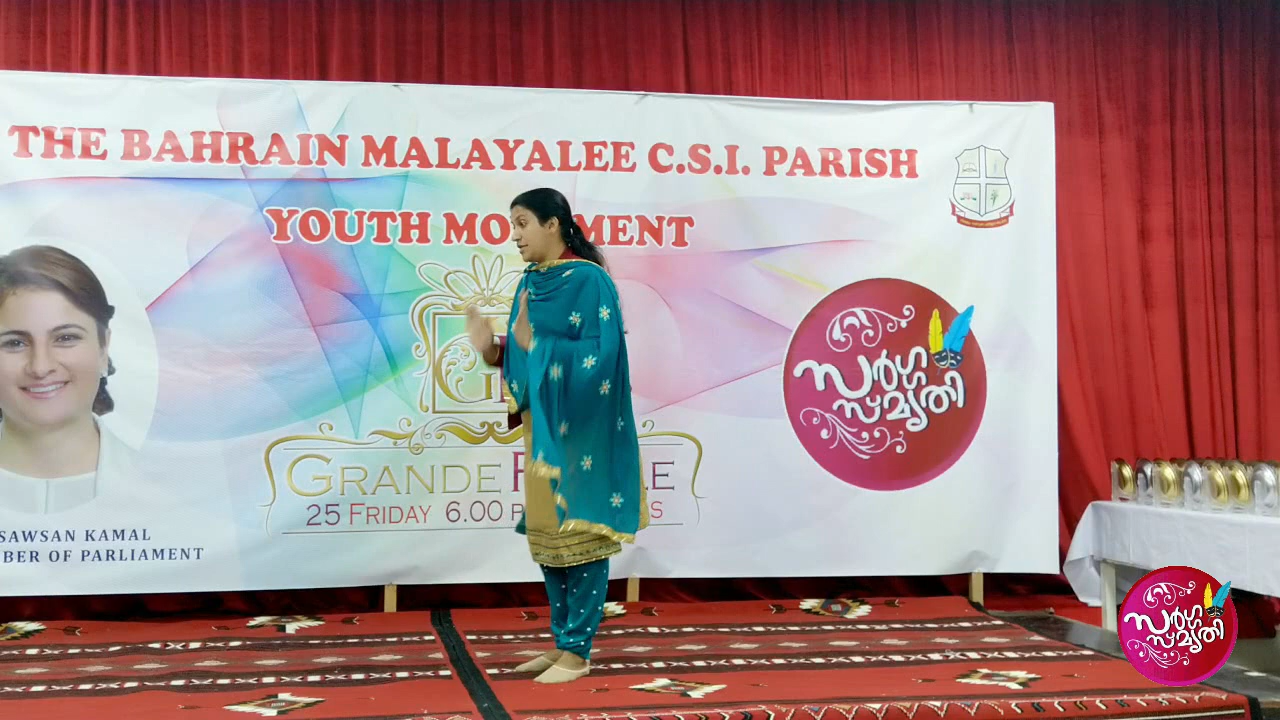 THE BAHRAIN MALAYALEE C.S.I. PARISH
YOUTH MO MENT
സർഗ്ഗ
സ്മൃതി
GRANDE F LE
25 FRIDAY 6.00 P S
SAWSAN KAMAL
BER OF PARLIAMENT
സർഗ്ഗ
സ്മൃതി